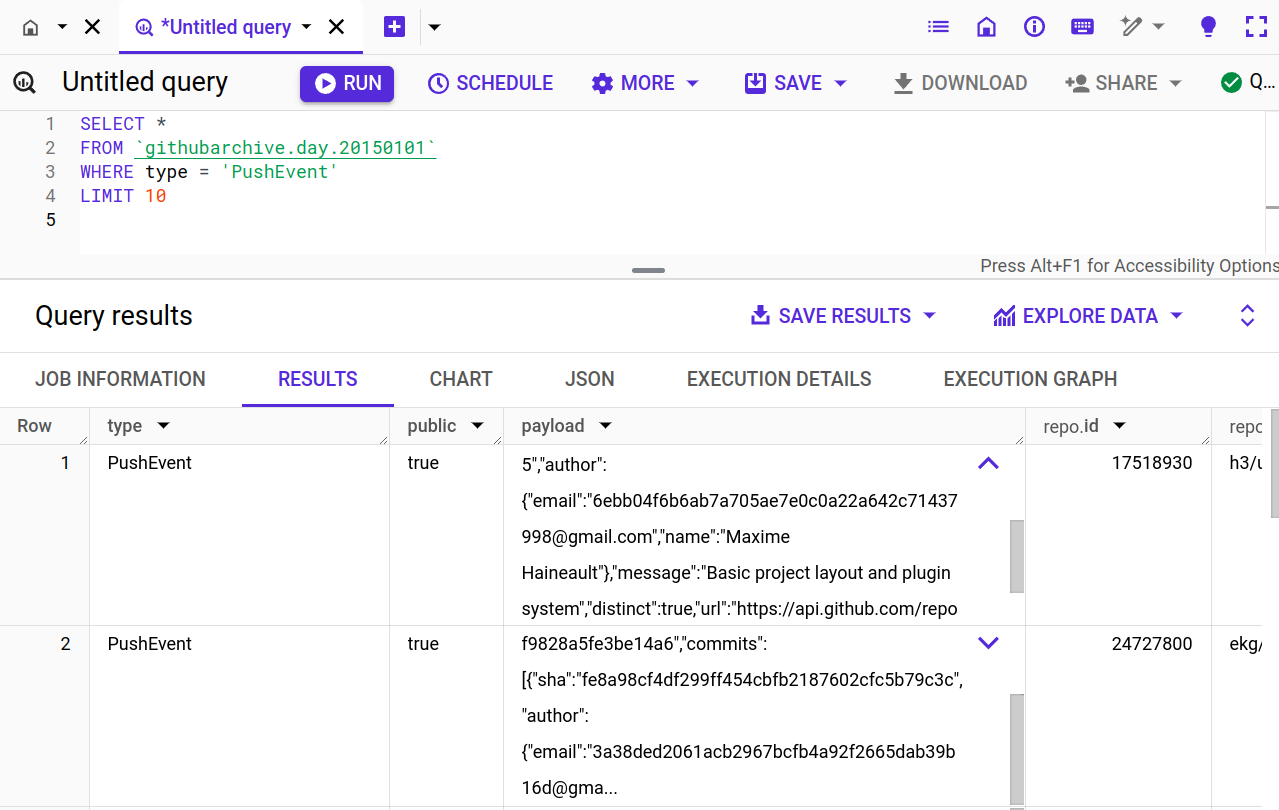 *Untitled query
Untitled query RUN SCHEDULE MORE SAVE DOWNLOAD SHARE Q...
1 SELECT *
2 FROM `githubarchive.day.20150101`
3 WHERE type = 'PushEvent'
4 LIMIT 10
5
Press Alt+F1 for Accessibility Options
Query results SAVE RESULTS EXPLORE DATA
JOB INFORMATION RESULTS CHART JSON EXECUTION DETAILS EXECUTION GRAPH
Row type public payload repo.id repo
1 PushEvent true 5","author": 17518930 h3/u
{"email":"6ebb04f6b6ab7a705ae7e0c0a22a642c71437
998@gmail.com","name":"Maxime
Haineault"},"message":"Basic project layout and plugin
system","distinct":true,"url":"https://api.github.com/repo
2 PushEvent true f9828a5fe3be14a6","commits": 24727800 ekg/
[{"sha":"fe8a98cf4df299ff454cbfb2187602cfc5b79c3c",
"author":
{"email":"3a38ded2061acb2967bcfb4a92f2665dab39b
16d@gma...